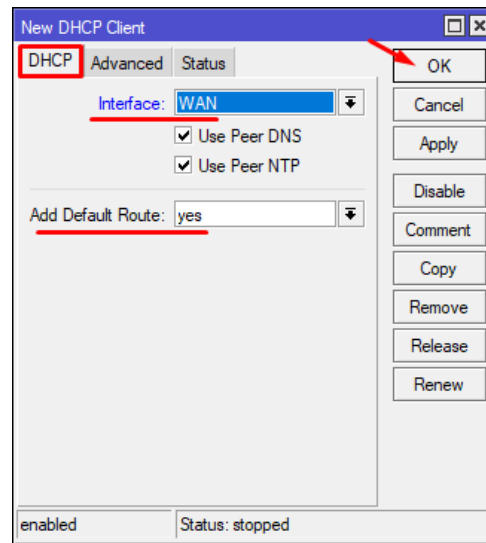 New DHCP Client
DHCP Advanced Status
Interface: WAN
Use Peer DNS
Use Peer NTP
Add Default Route: yes
OK
Cancel
Apply
Disable
Comment
Copy
Remove
Release
Renew
enabled Status: stopped